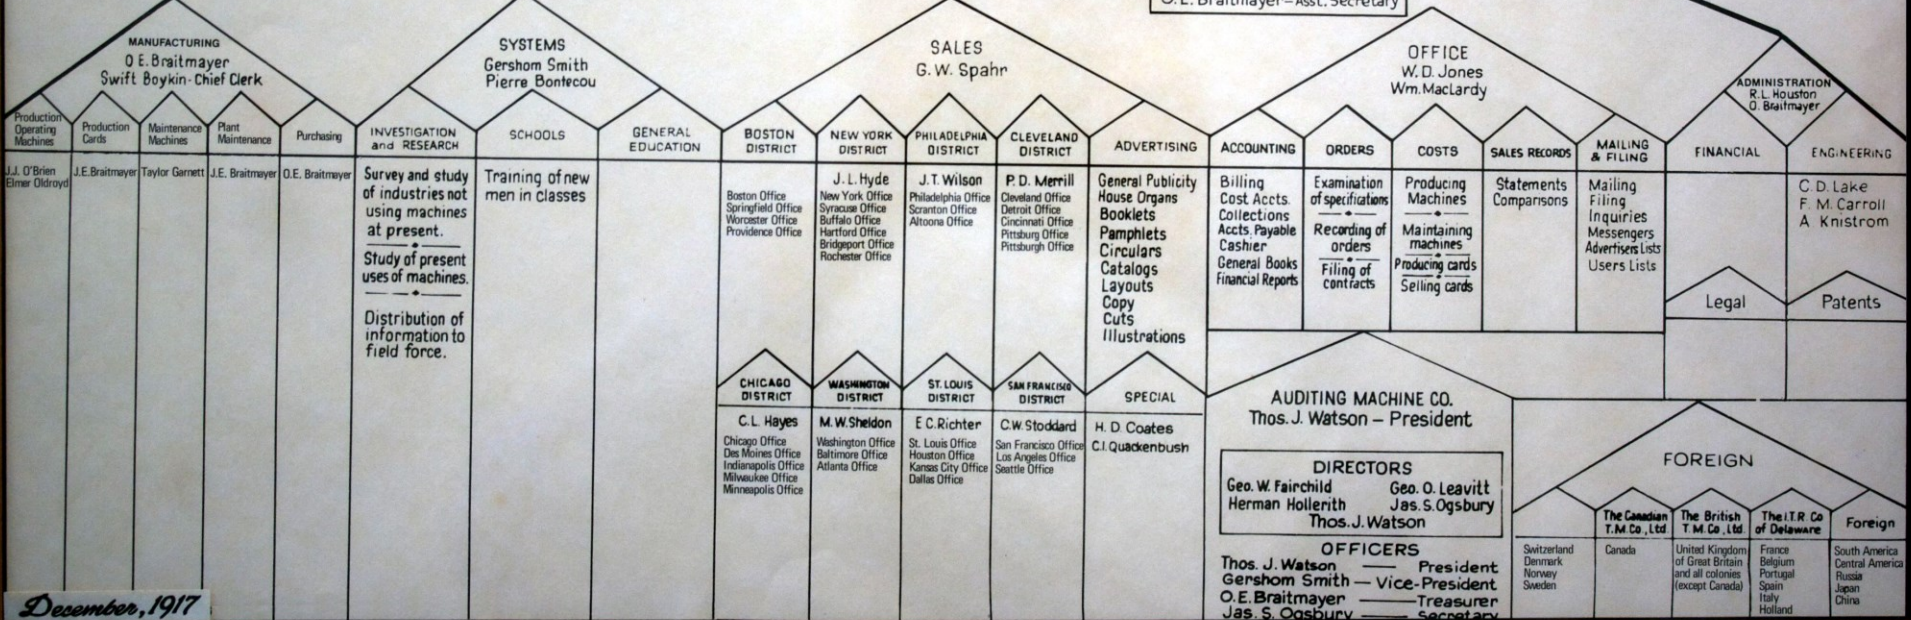 O. E. Braitmayer—Asst. Secretary
MANUFACTURING
O E. Braitmayer
Swift Boykin - Chief Clerk
Production
Operating
Machines
J.J. O'Brien
Elmer Oldroyd
Production
Cards
J.E. Braitmayer
Maintenance
Machines
Taylor Garnett
Plant
Maintenance
J.E. Braitmayer
Purchasing
O.E. Braitmayer
SYSTEMS
Gershom Smith
Pierre Bontecou
INVESTIGATION
and RESEARCH
Survey and study
of industries not
using machines
at present.
Study of present
uses of machines.
Distribution of
information to
field force.
SCHOOLS
Training of new
men in classes
GENERAL
EDUCATION
SALES
G. W. Spahr
BOSTON
DISTRICT
Boston Office
Springfield Office
Worcester Office
Providence Office
NEW YORK
DISTRICT
J. L. Hyde
New York Office
Syracuse Office
Buffalo Office
Hartford Office
Bridgeport Office
Rochester Office
PHILADELPHIA
DISTRICT
J. T. Wilson
Philadelphia Office
Scranton Office
Altoona Office
CLEVELAND
DISTRICT
P. D. Merrill
Cleveland Office
Detroit Office
Cincinnati Office
Pittsburg Office
Pittsburgh Office
ADVERTISING
General Publicity
House Organs
Booklets
Pamphlets
Circulars
Catalogs
Layouts
Copy
Cuts
Illustrations
CHICAGO
DISTRICT
C. L. Hayes
Chicago Office
Des Moines Office
Indianapolis Office
Milwaukee Office
Minneapolis Office
WASHINGTON
DISTRICT
M. W. Sheldon
Washington Office
Baltimore Office
Atlanta Office
ST. LOUIS
DISTRICT
E C. Richter
St. Louis Office
Houston Office
Kansas City Office
Dallas Office
SAN FRANCISCO
DISTRICT
C. W. Stoddard
San Francisco Office
Los Angeles Office
Seattle Office
SPECIAL
H. D. Coates
C.I. Quackenbush
OFFICE
W. D. Jones
Wm. MacLardy
ACCOUNTING
Billing
Cost Accts.
Collections
Accts. Payable
Cashier
General Books
Financial Reports
ORDERS
Examination
of specifications
Recording of
orders
Filing of
contracts
COSTS
Producing
Machines
Maintaining
machines
Producing cards
Selling cards
SALES RECORDS
Statements
Comparisons
MAILING
& FILING
Mailing
Filing
Inquiries
Messengers
Advertisers Lists
Users Lists
ADMINISTRATION
R. L. Houston
O. Braitmayer
FINANCIAL
ENGINEERING
C. D. Lake
F. M. Carroll
A Knistrom
Legal
Patents
AUDITING MACHINE CO.
Thos. J. Watson — President
DIRECTORS
Geo. W. Fairchild Geo. O. Leavitt
Herman Hollerith Jas. S. Ogsbury
Thos. J. Watson
OFFICERS
Thos. J. Watson — President
Gershom Smith — Vice-President
O.E. Braitmayer — Treasurer
Jas. S. Ogsbury Secretary
FOREIGN
Switzerland
Denmark
Norway
Sweden
The Canadian
T.M. Co., Ltd
Canada
The British
T.M. Co., Ltd.
United Kingdom
of Great Britain
and all colonies
(except Canada)
The I.T.R. Co
of Delaware
France
Belgium
Portugal
Spain
Italy
Holland
Foreign
South America
Central America
Russia
Japan
China
December, 1917